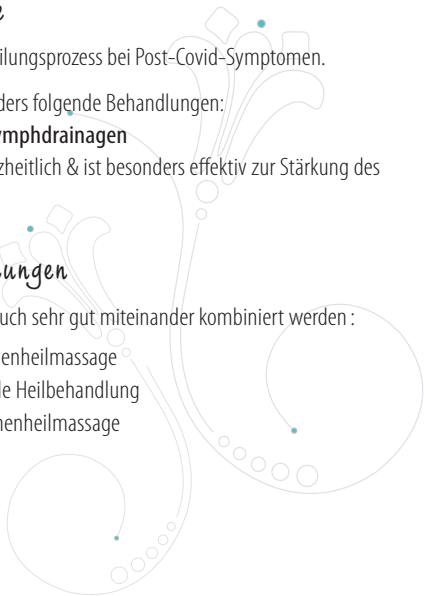 e
ilungsprozess bei Post-Covid-Symptomen.
ders folgende Behandlungen:
ymphdrainagen
zheitlich & ist besonders effektiv zur Stärkung des
ungen
uch sehr gut miteinander kombiniert werden :
enheilmassage
le Heilbehandlung
nenheilmassage